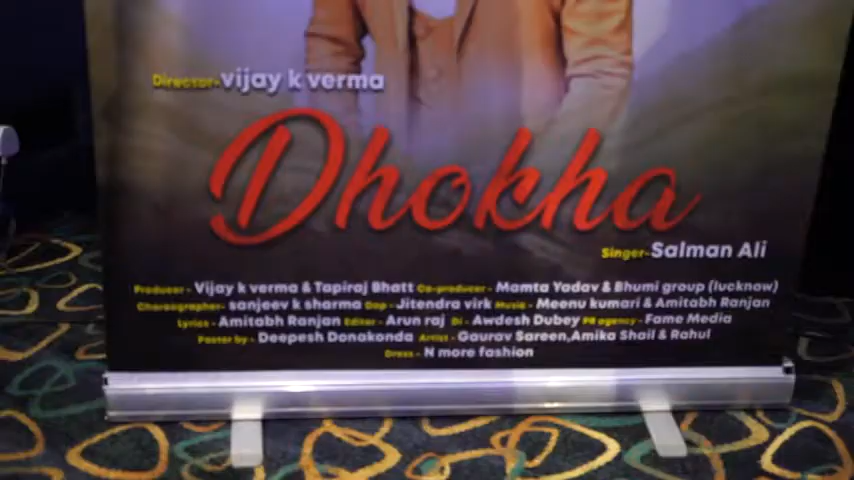 Director-vijay k verma
Dhokha
Singer-Salman Ali
Producer - Vijay k verma & Tapiraj Bhatt Co-producer - Mamta Yadav & Bhumi group (lucknow)
Choreographer- sanjeev k sharma Dop - Jitendra virk Music - Meenu kumari & Amitabh Ranjan
Lyrics - Amitabh Ranjan Editor - Arun raj Di - Awdesh Dubey PR agency - Fame Media
Poster by - Deepesh Donakonda Artist - Gaurav Sareen,Amika Shail & Rahul
Dress - N more fashion